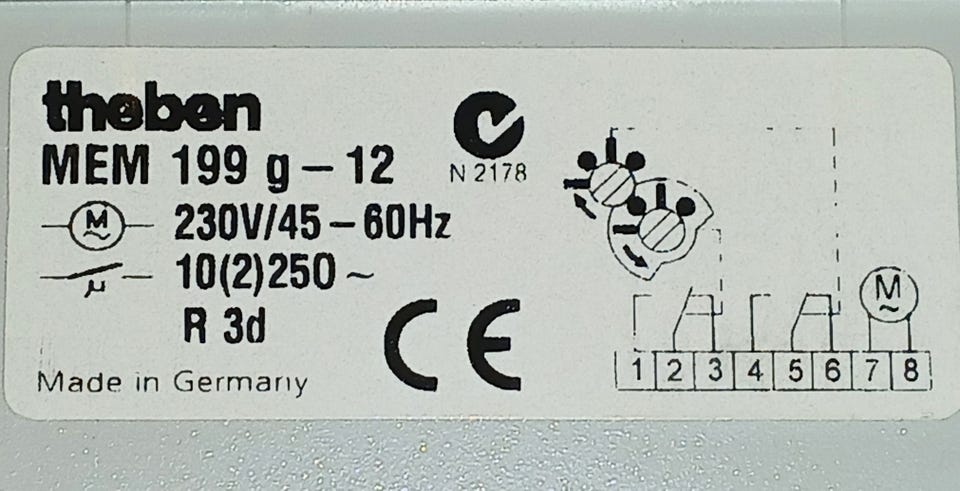 theben
MEM 199 g – 12
N 2178
M ~ 230V/45 – 60Hz
µ 10(2)250 ~
R 3d
CE
Made in Germany
M ~
1 2 3 4 5 6 7 8